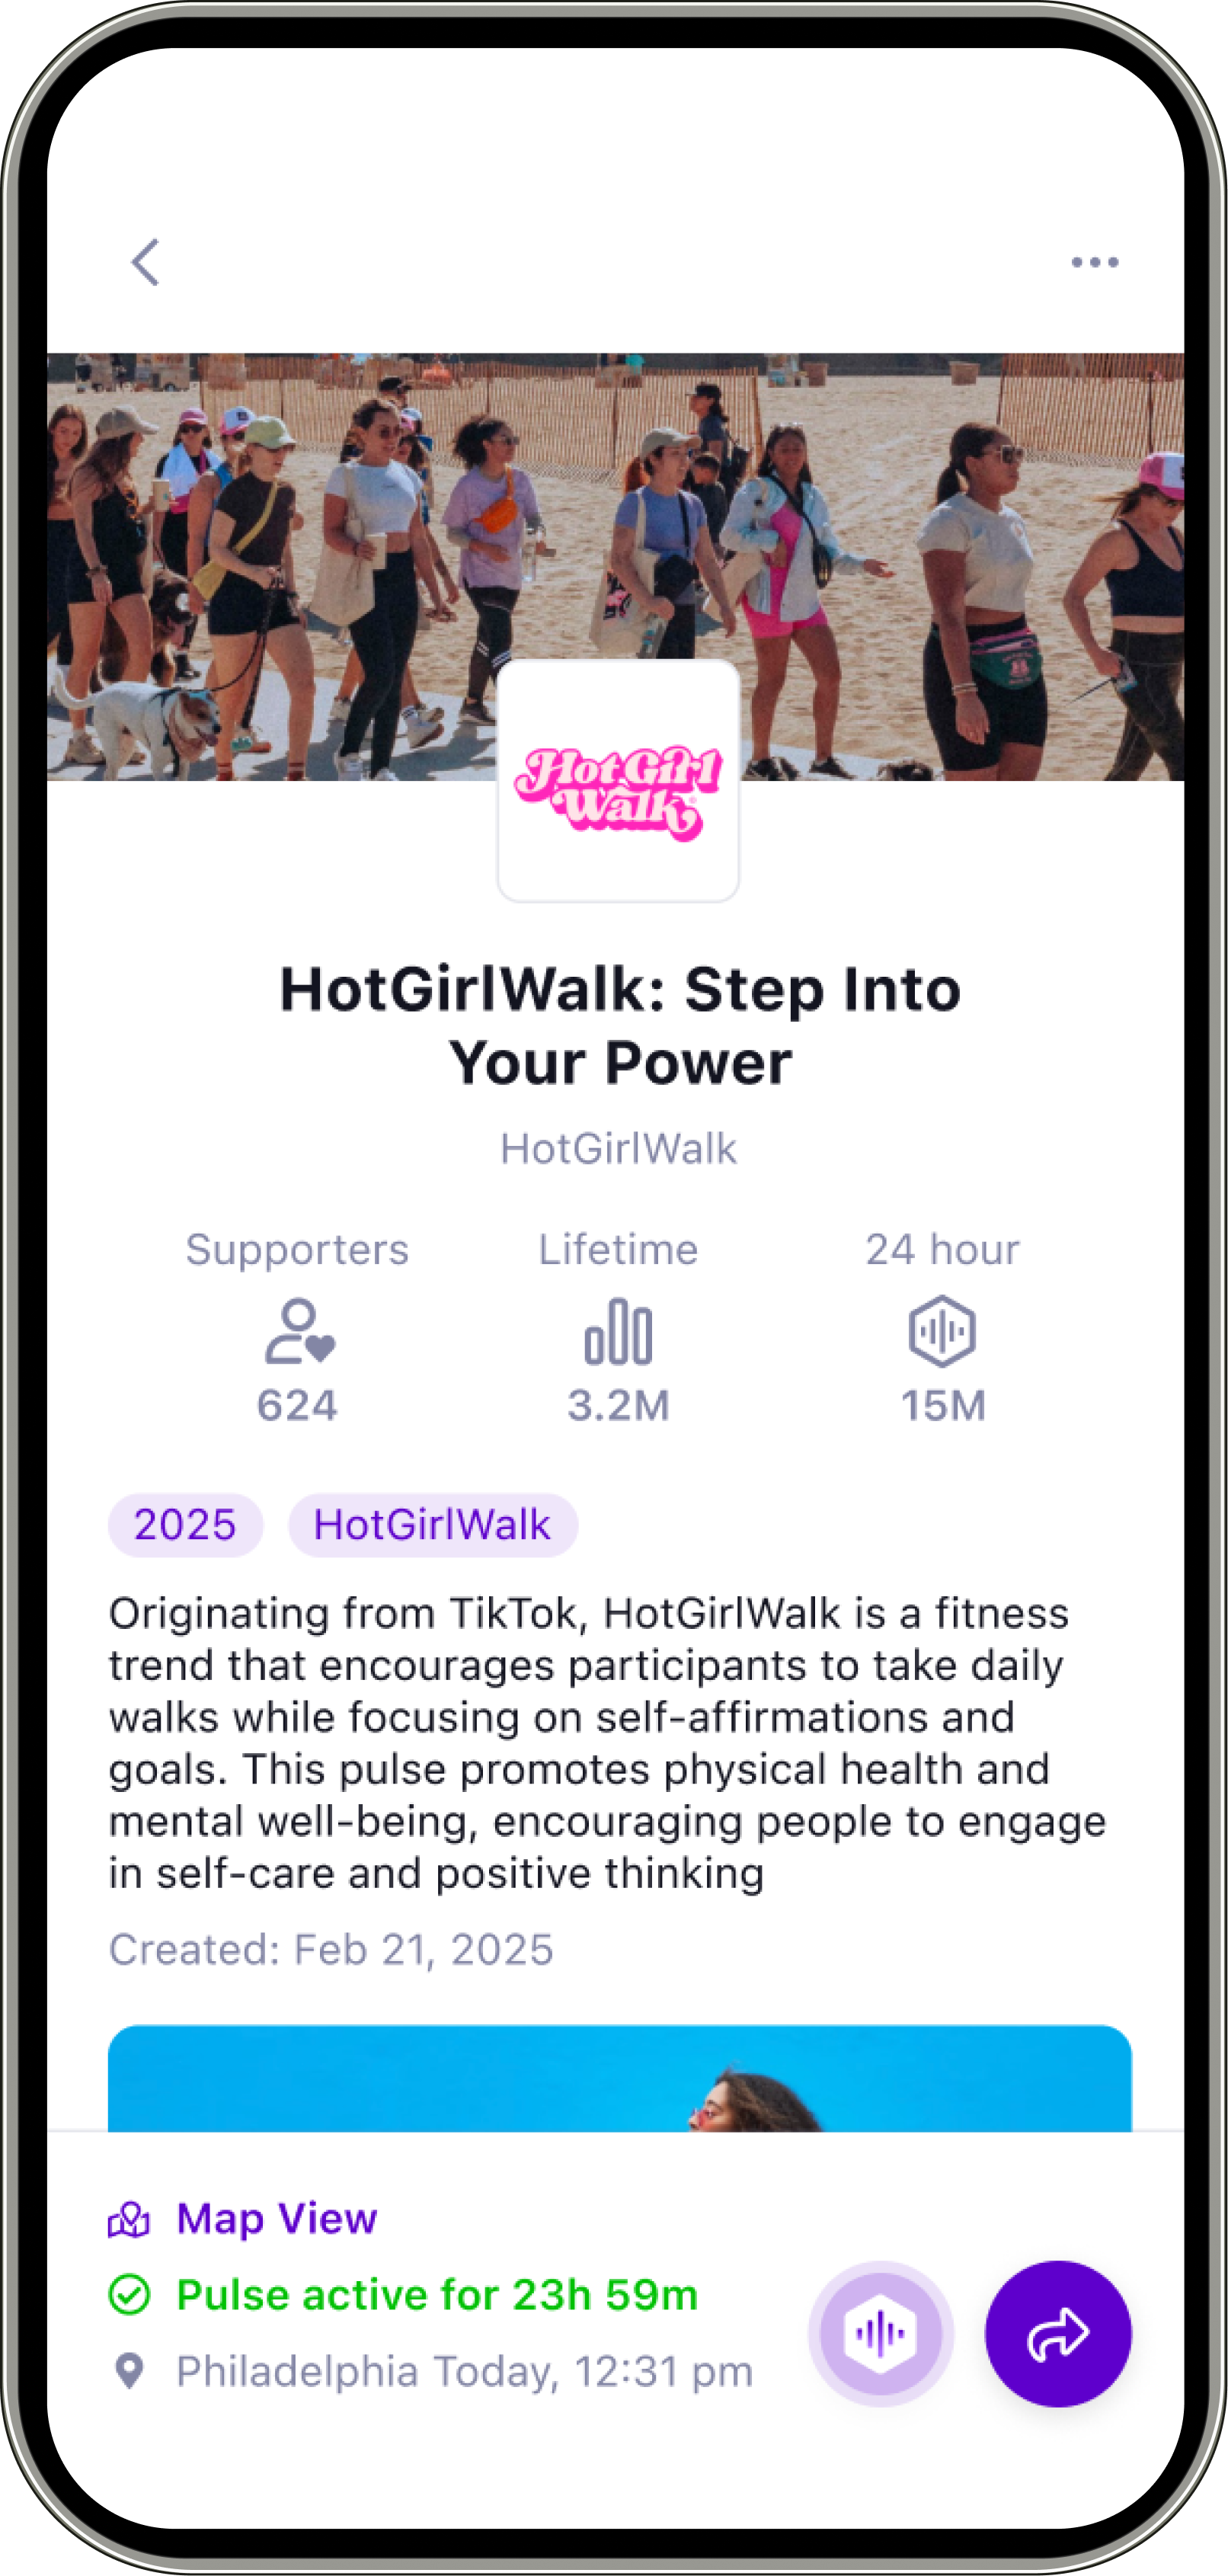 HotGirl
Walk
HotGirlWalk: Step Into
Your Power
HotGirlWalk
Supporters Lifetime 24 hour
624 3.2M 15M
2025 HotGirlWalk
Originating from TikTok, HotGirlWalk is a fitness
trend that encourages participants to take daily
walks while focusing on self-affirmations and
goals. This pulse promotes physical health and
mental well-being, encouraging people to engage
in self-care and positive thinking
Created: Feb 21, 2025
Map View
Pulse active for 23h 59m
Philadelphia Today, 12:31 pm